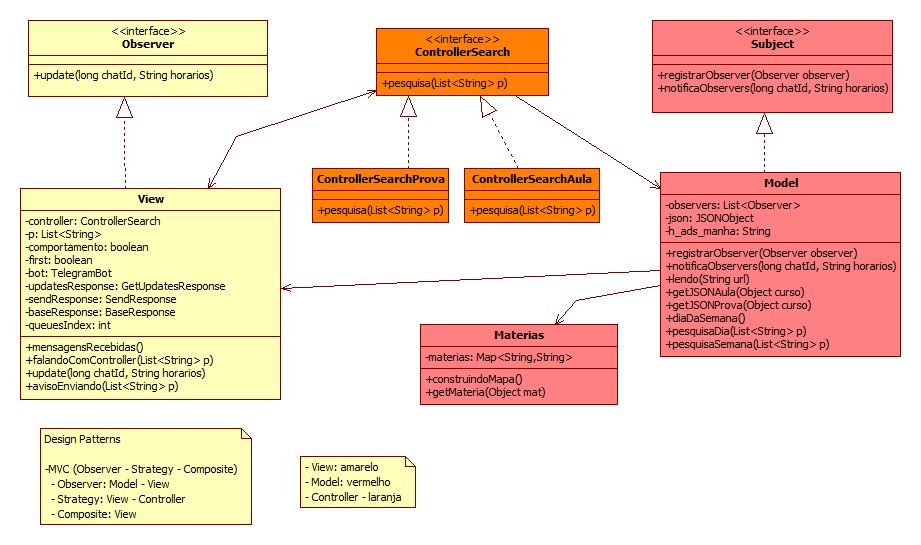 <<interface>>
Observer
+update(long chatId, String horarios)
<<interface>>
ControllerSearch
+pesquisa(List<String> p)
<<interface>>
Subject
+registrarObserver(Observer observer)
+notificaObservers(long chatId, String horarios)
ControllerSearchProva
+pesquisa(List<String> p)
ControllerSearchAula
+pesquisa(List<String> p)
View
-controller: ControllerSearch
-p: List<String>
-comportamento: boolean
-first: boolean
-bot: TelegramBot
-updatesResponse: GetUpdatesResponse
-sendResponse: SendResponse
-baseResponse: BaseResponse
-queuesIndex: int
+mensagensRecebidas()
+falandoComController(List<String> p)
+update(long chatId, String horarios)
+avisoEnviando(List<String> p)
Model
-observers: List<Observer>
-json: JSONObject
-h_ads_manha: String
+registrarObserver(Observer observer)
+notificaObservers(long chatId, String horarios)
+lendo(String url)
+getJSONAula(Object curso)
+getJSONProva(Object curso)
+diaDaSemana()
+pesquisaDia(List<String> p)
+pesquisaSemana(List<String> p)
Materias
-materias: Map<String,String>
+construindoMapa()
+getMateria(Object mat)
Design Patterns
-MVC (Observer - Strategy - Composite)
- Observer: Model - View
- Strategy: View - Controller
- Composite: View
- View: amarelo
- Model: vermelho
- Controller - laranja